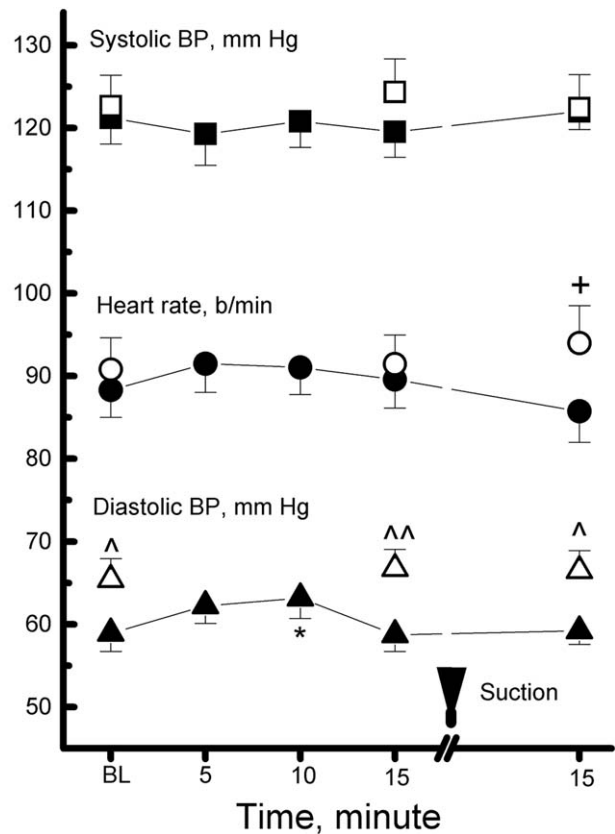 130
Systolic BP, mm Hg
120
110
100
+
Heart rate, b/min
90
80
Diastolic BP, mm Hg
70
^
^^
^
60
*
50
Suction
BL 5 10 15 15
Time, minute